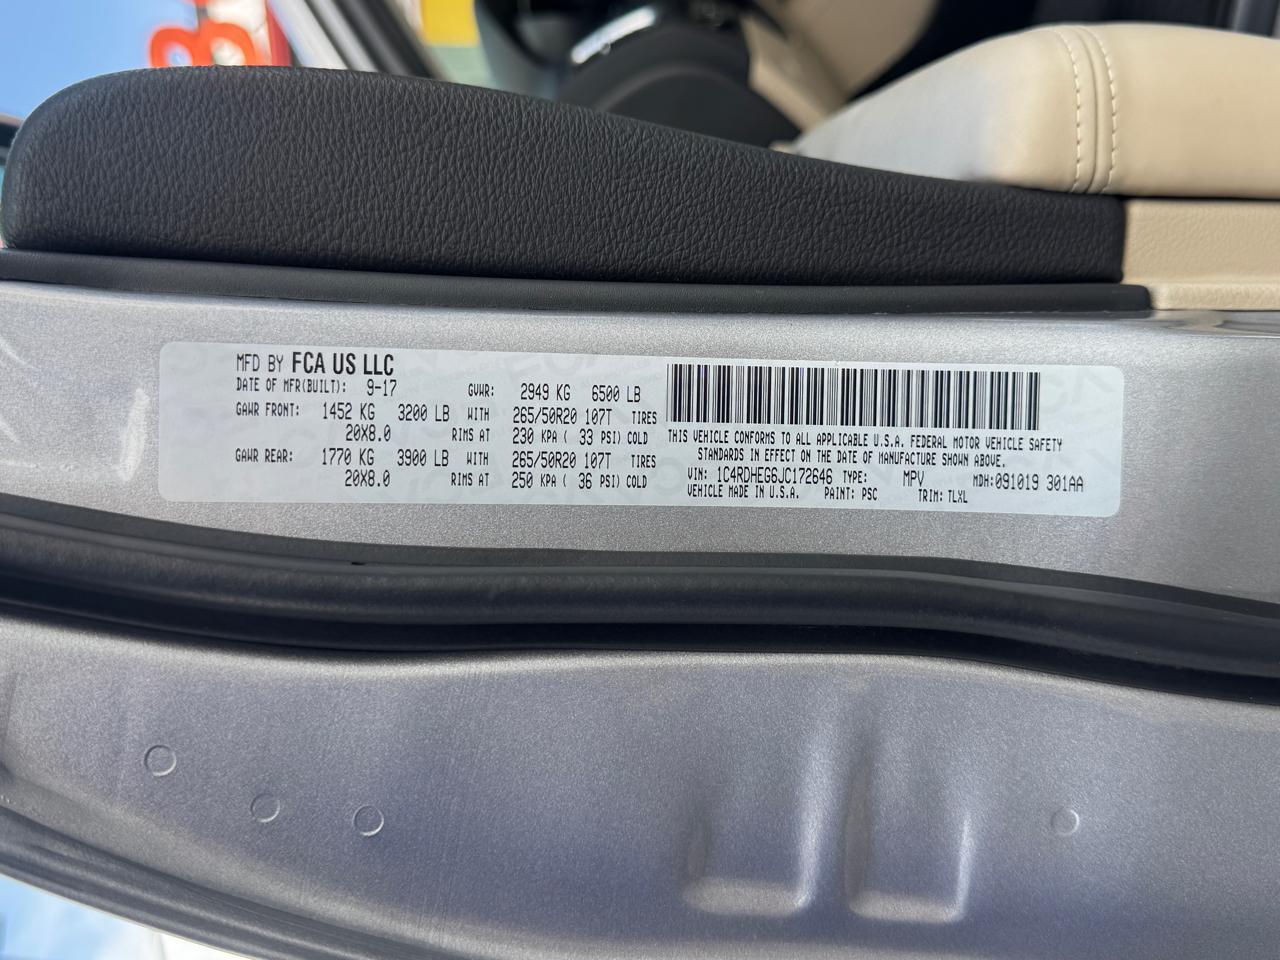 MFD BY FCA US LLC
DATE OF MFR(BUILT): 9-17 GVWR: 2949 KG 6500 LB
GAWR FRONT: 1452 KG 3200 LB WITH 265/50R20 107T TIRES
20X8.0 RIMS AT 230 KPA ( 33 PSI) COLD
GAWR REAR: 1770 KG 3900 LB WITH 265/50R20 107T TIRES
20X8.0 RIMS AT 250 KPA ( 36 PSI) COLD
THIS VEHICLE CONFORMS TO ALL APPLICABLE U.S.A. FEDERAL MOTOR VEHICLE SAFETY
STANDARDS IN EFFECT ON THE DATE OF MANUFACTURE SHOWN ABOVE.
VIN: 1C4RDHEG6JC172646 TYPE: MPV MDH: 091019 301AA
VEHICLE MADE IN U.S.A. PAINT: PSC TRIM: TLXL